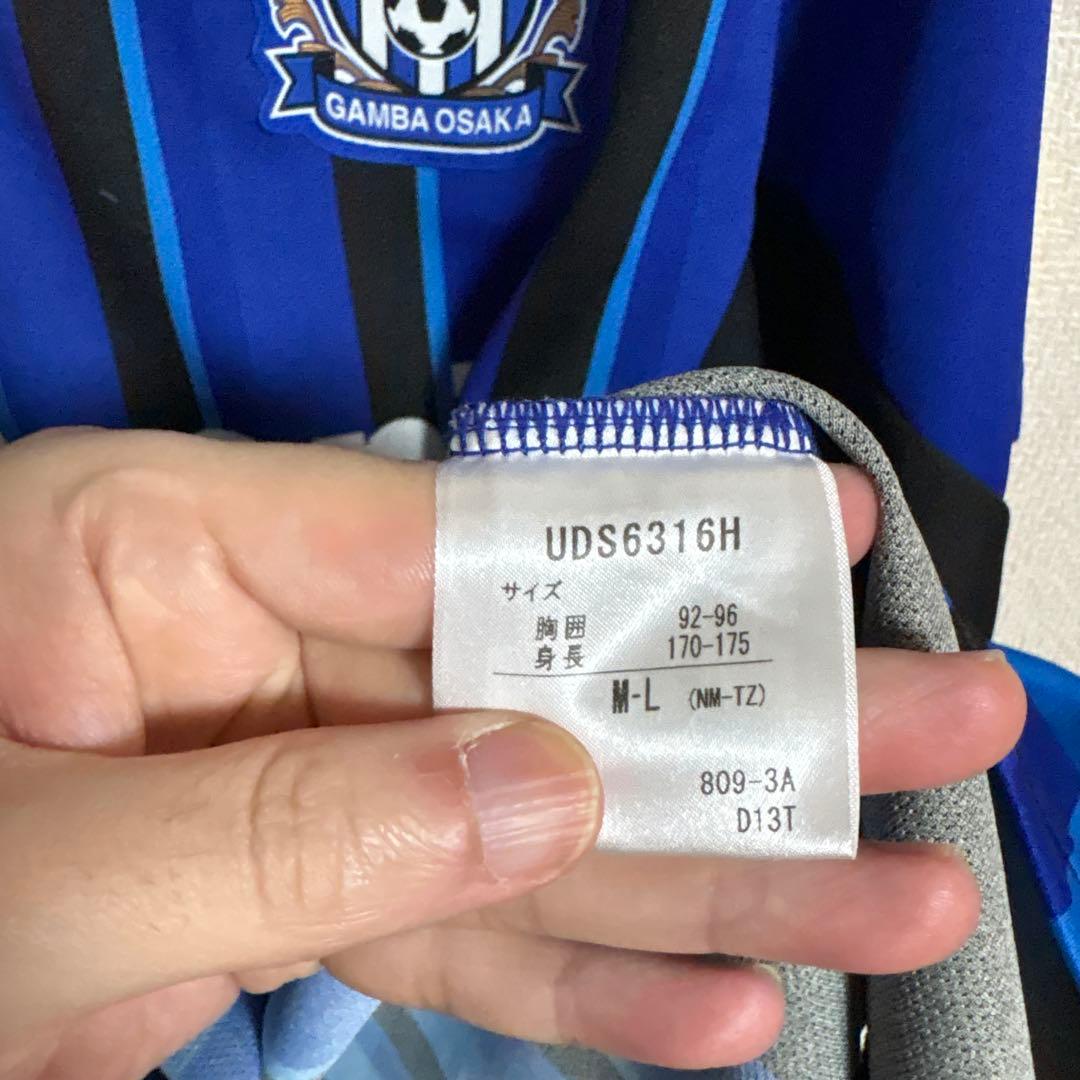 GAMBA OSAKA
UDS6316H
サイズ
胸囲 92-96
身長 170-175
M-L (NM-TZ)
809-3A
D13T